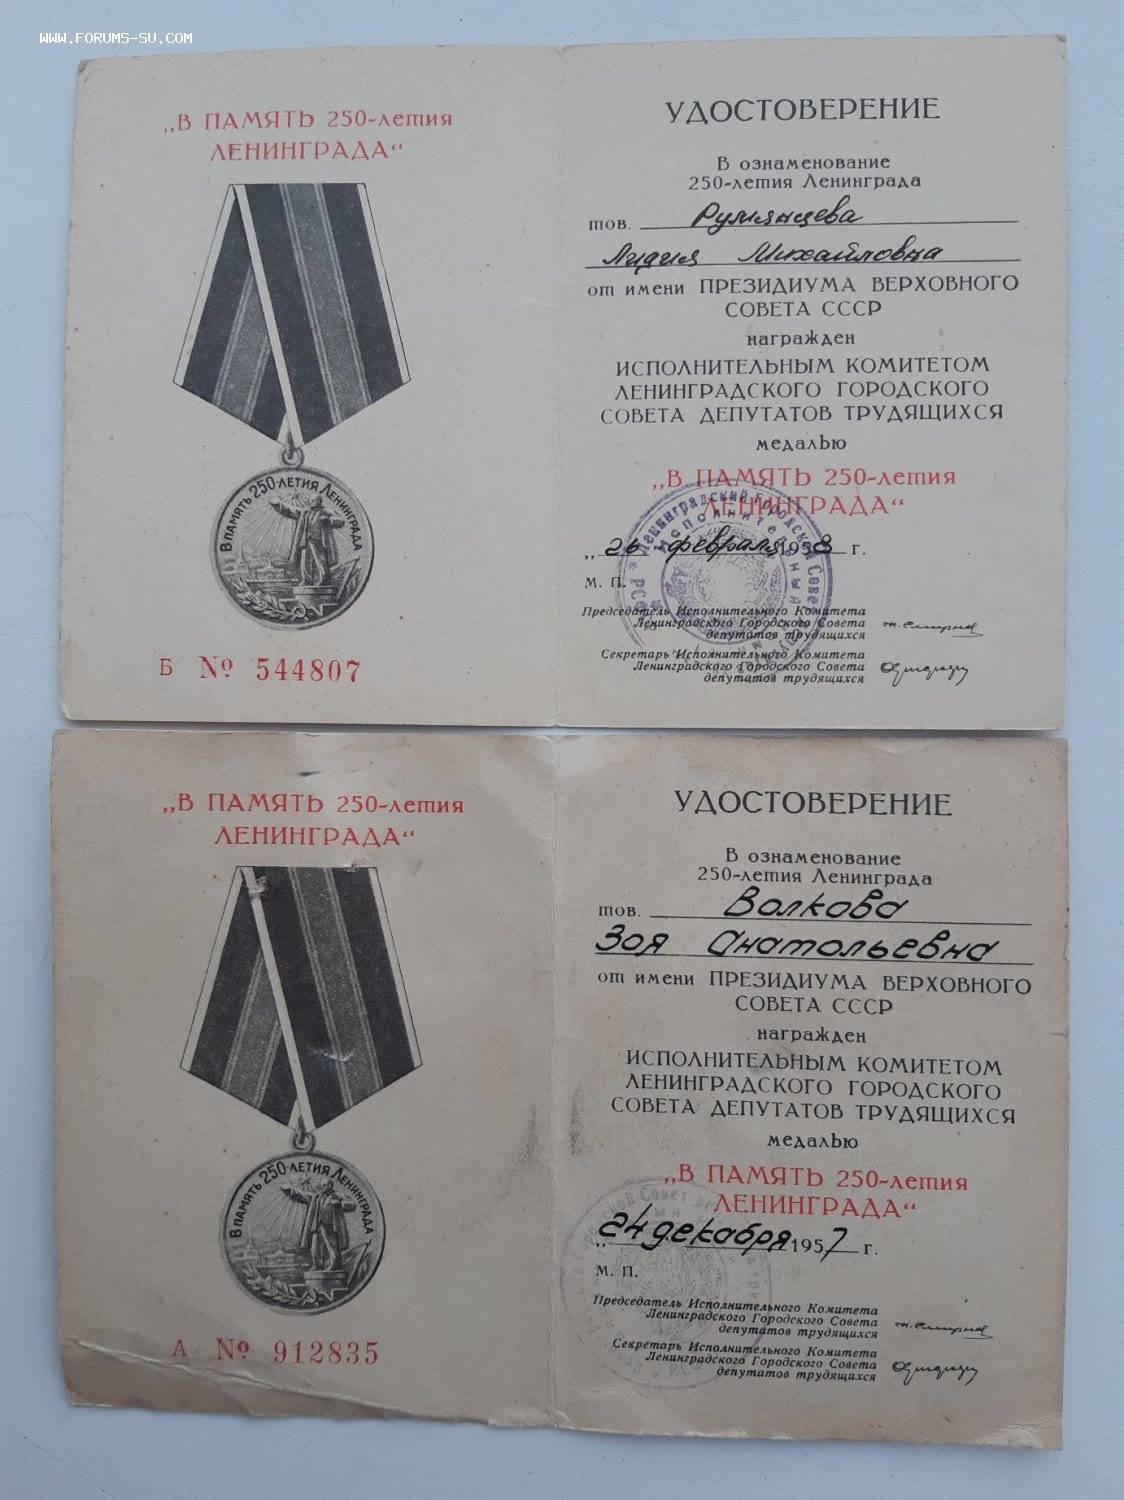 WWW.FORUMS-SU.COM
„В ПАМЯТЬ 250-летия
ЛЕНИНГРАДА“
В ПАМЯТЬ 250-ЛЕТИЯ ЛЕНИНГРАДА
Б № 544807
УДОСТОВЕРЕНИЕ
В ознаменование
250-летия Ленинграда
тов. Румянцева
Лидия Михайловна
от имени ПРЕЗИДИУМА ВЕРХОВНОГО
СОВЕТА СССР
награжден
ИСПОЛНИТЕЛЬНЫМ КОМИТЕТОМ
ЛЕНИНГРАДСКОГО ГОРОДСКОГО
СОВЕТА ДЕПУТАТОВ ТРУДЯЩИХСЯ
медалью
„В ПАМЯТЬ 250-летия
ЛЕНИНГРАДА“
„26 февраля 1958 г.
М. П.
Председатель Исполнительного Комитета
Ленинградского Городского Совета
депутатов трудящихся
Секретарь Исполнительного Комитета
Ленинградского Городского Совета
депутатов трудящихся
„В ПАМЯТЬ 250-летия
ЛЕНИНГРАДА“
В ПАМЯТЬ 250-ЛЕТИЯ ЛЕНИНГРАДА
А № 912835
УДОСТОВЕРЕНИЕ
В ознаменование
250-летия Ленинграда
тов. Волкова
Зоя Анатольевна
от имени ПРЕЗИДИУМА ВЕРХОВНОГО
СОВЕТА СССР
награжден
ИСПОЛНИТЕЛЬНЫМ КОМИТЕТОМ
ЛЕНИНГРАДСКОГО ГОРОДСКОГО
СОВЕТА ДЕПУТАТОВ ТРУДЯЩИХСЯ
медалью
„В ПАМЯТЬ 250-летия
ЛЕНИНГРАДА“
„24 декабря 1957 г.
М. П.
Председатель Исполнительного Комитета
Ленинградского Городского Совета
депутатов трудящихся
Секретарь Исполнительного Комитета
Ленинградского Городского Совета
депутатов трудящихся